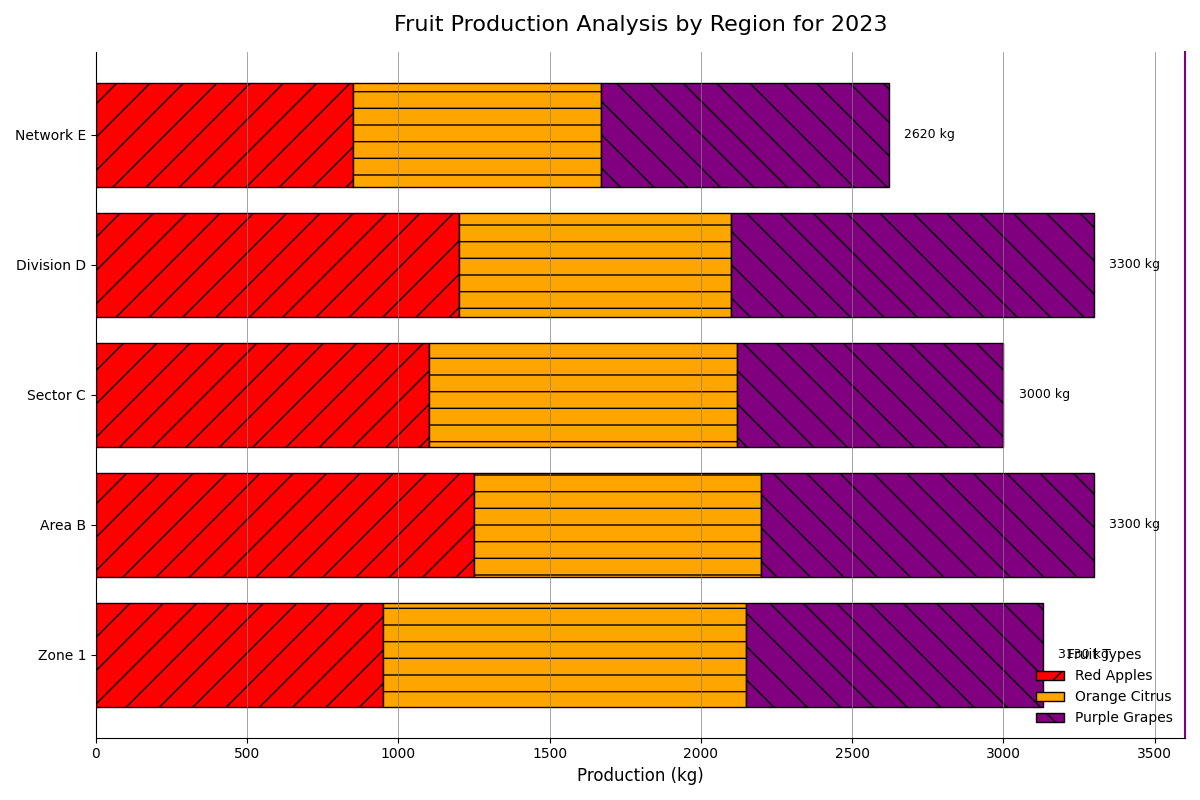 Fruit Production Analysis by Region for 2023
Network E
2620 kg
Division D
3300 kg
Sector C
3000 kg
Area B
3300 kg
Zone 1
3130 kg
Fruit Types
Red Apples
Orange Citrus
Purple Grapes
0 500 1000 1500 2000 2500 3000 3500
Production (kg)